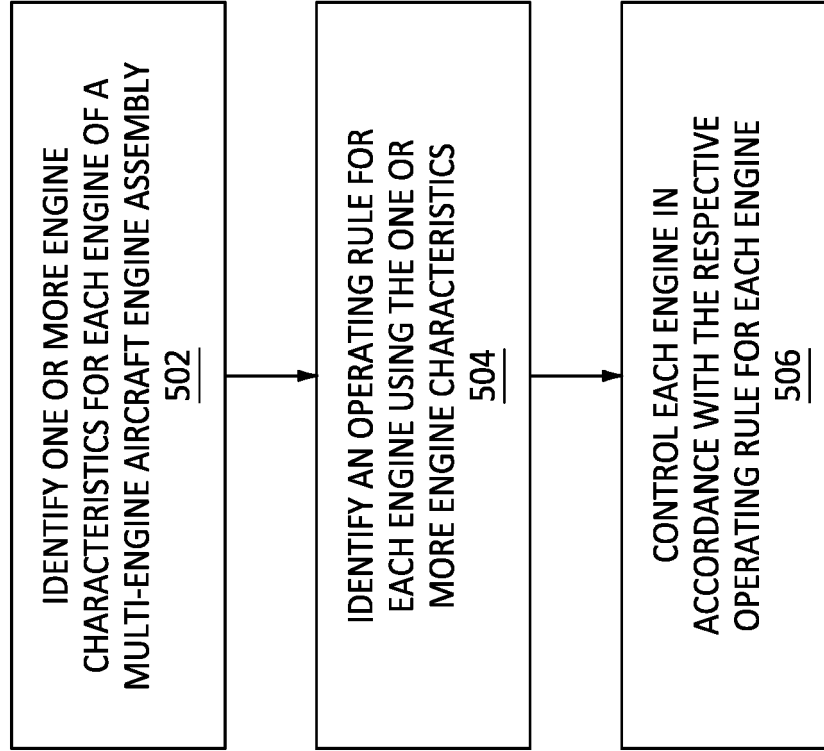 IDENTIFY ONE OR MORE ENGINE
CHARACTERISTICS FOR EACH ENGINE OF A
MULTI-ENGINE AIRCRAFT ENGINE ASSEMBLY
502
IDENTIFY AN OPERATING RULE FOR
EACH ENGINE USING THE ONE OR
MORE ENGINE CHARACTERISTICS
504
CONTROL EACH ENGINE IN
ACCORDANCE WITH THE RESPECTIVE
OPERATING RULE FOR EACH ENGINE
506